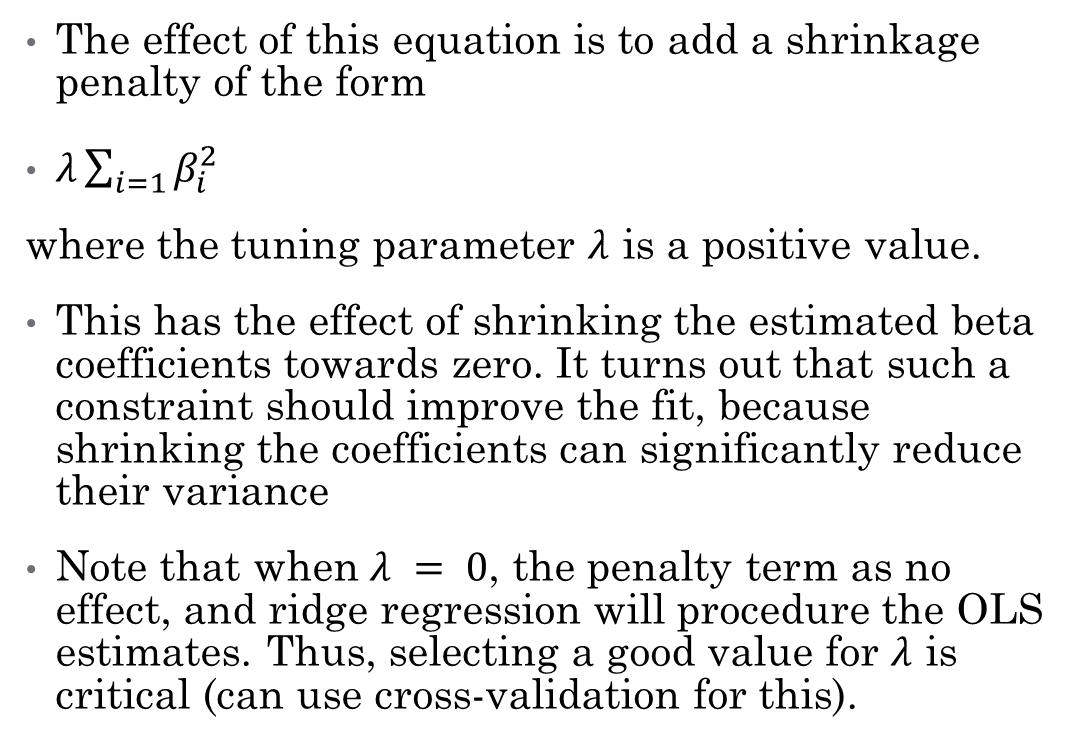 • The effect of this equation is to add a shrinkage
penalty of the form
• λ∑ᵢ₌₁ βᵢ²
where the tuning parameter λ is a positive value.
• This has the effect of shrinking the estimated beta
coefficients towards zero. It turns out that such a
constraint should improve the fit, because
shrinking the coefficients can significantly reduce
their variance
• Note that when λ = 0, the penalty term as no
effect, and ridge regression will procedure the OLS
estimates. Thus, selecting a good value for λ is
critical (can use cross-validation for this).